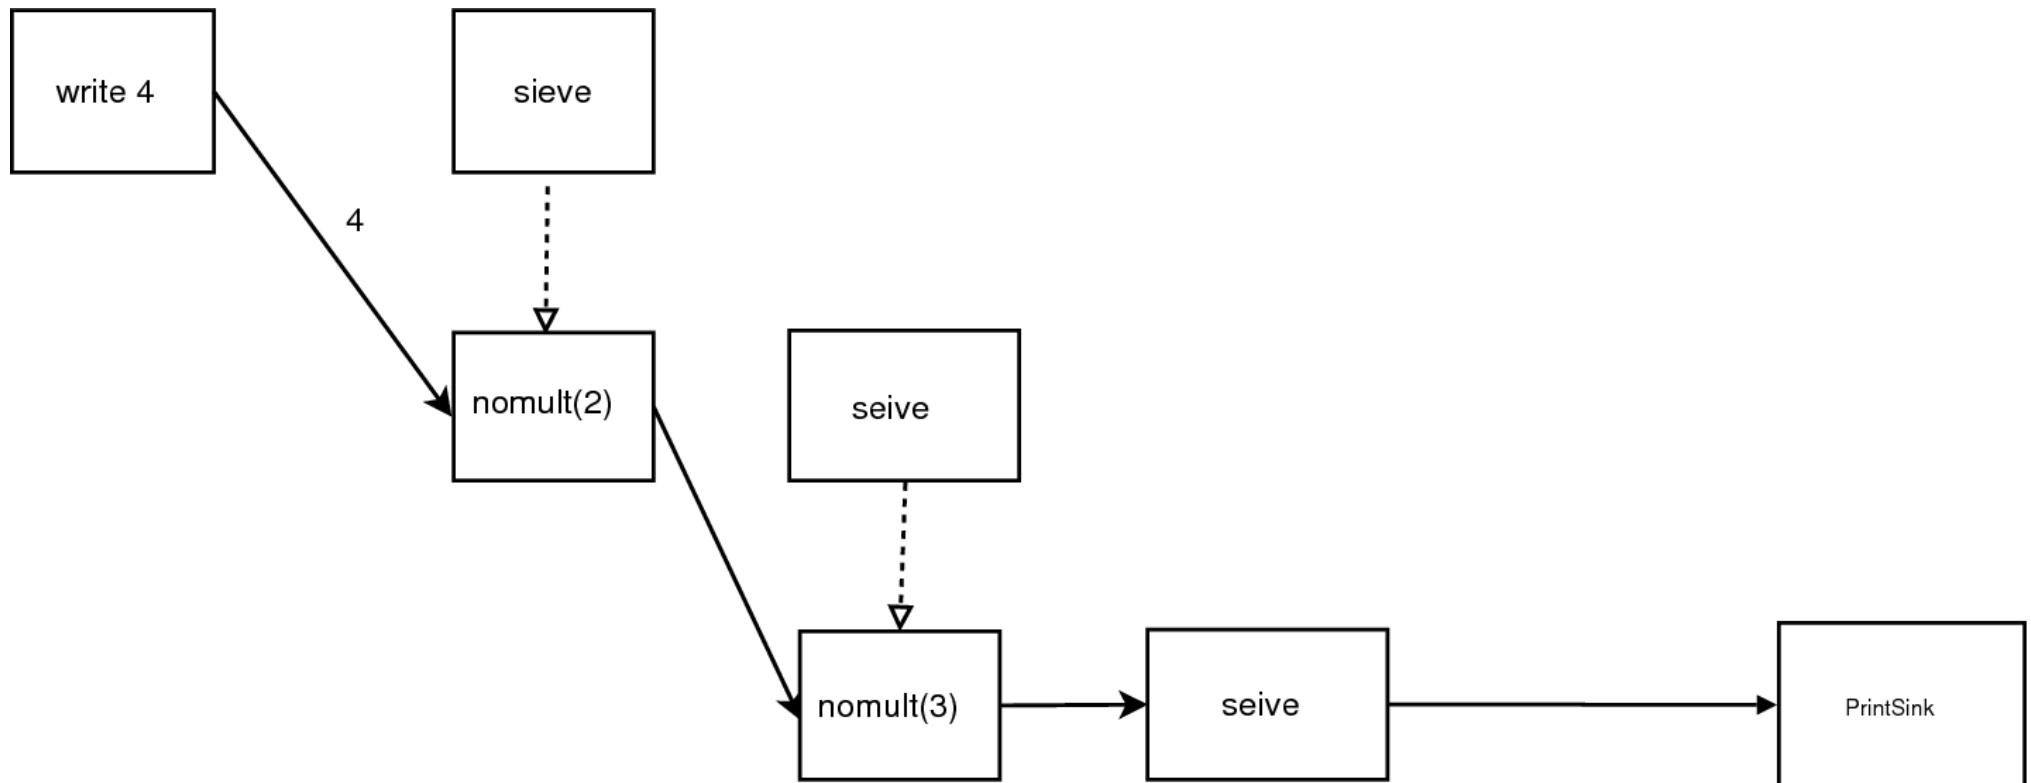 write 4
sieve
4
nomult(2)
seive
nomult(3)
seive
PrintSink